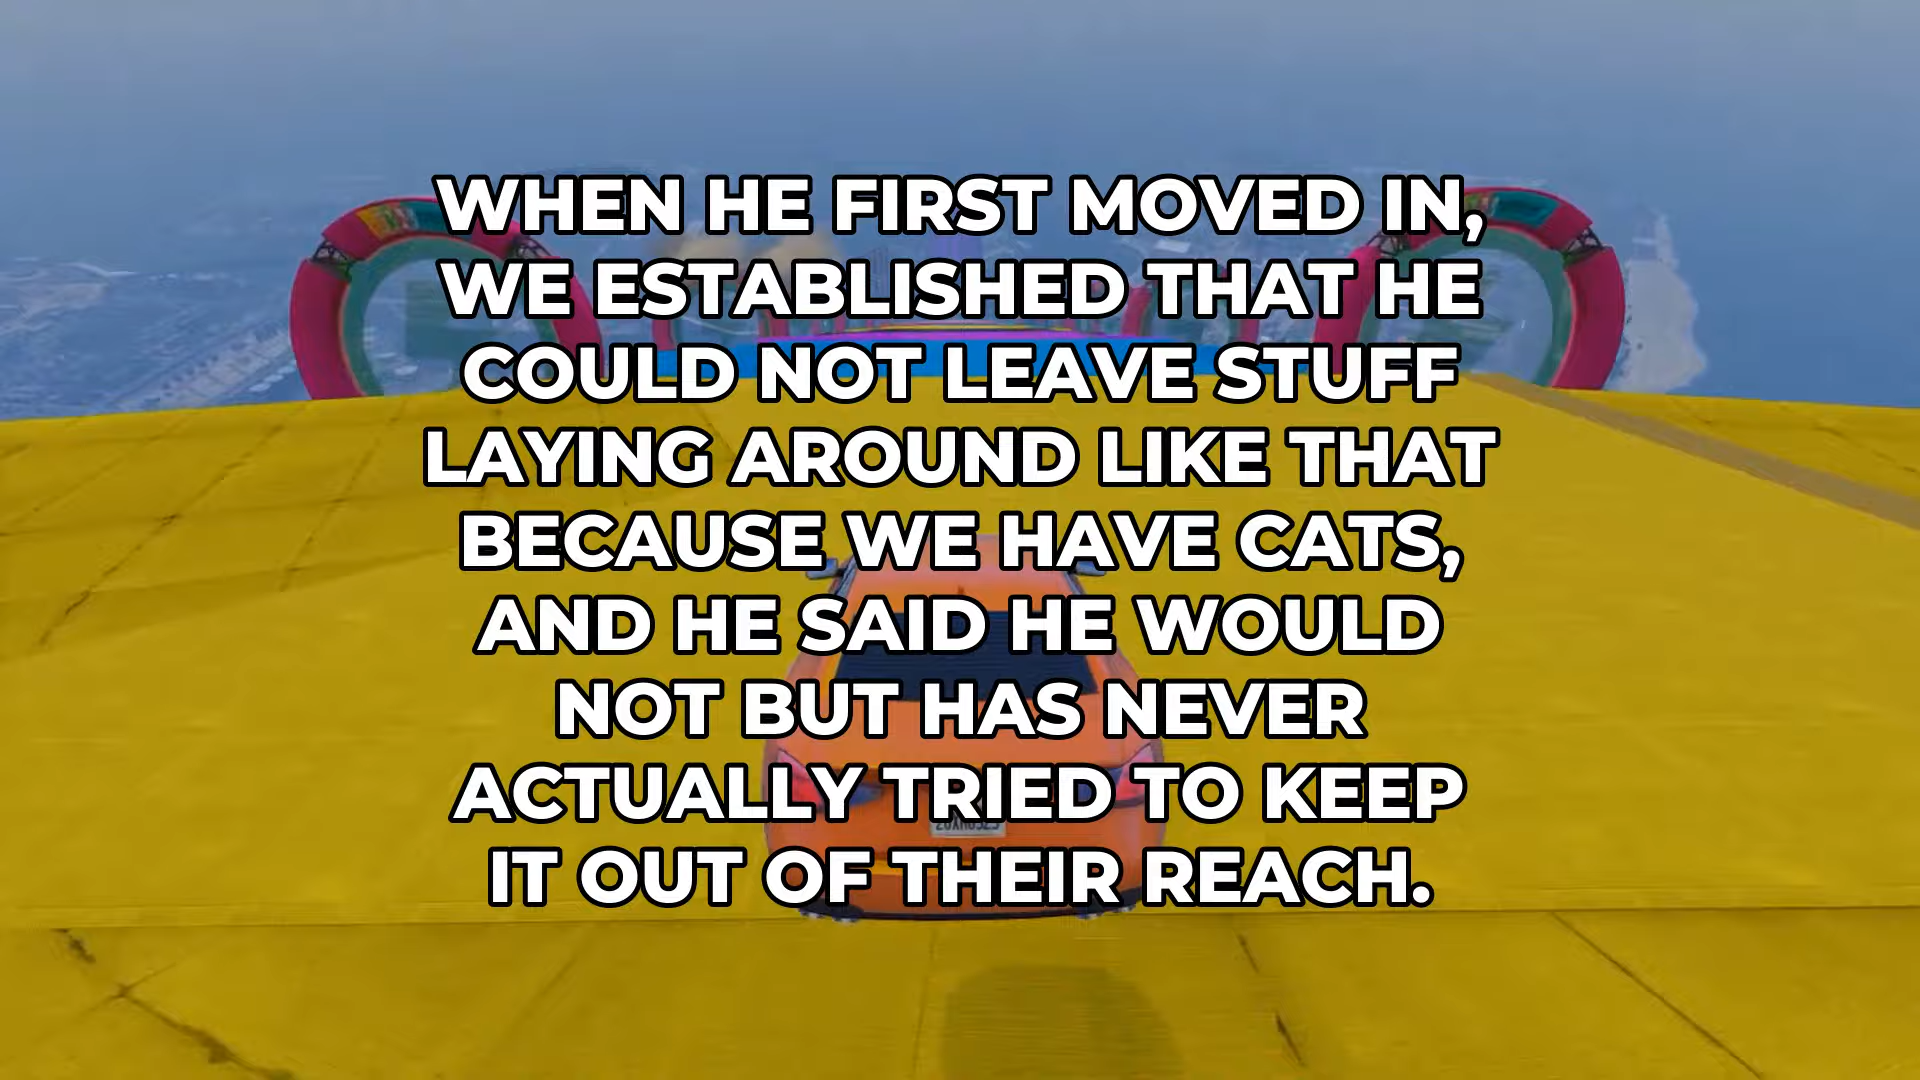 WHEN HE FIRST MOVED IN,
WE ESTABLISHED THAT HE
COULD NOT LEAVE STUFF
LAYING AROUND LIKE THAT
BECAUSE WE HAVE CATS,
AND HE SAID HE WOULD
NOT BUT HAS NEVER
ACTUALLY TRIED TO KEEP
IT OUT OF THEIR REACH.